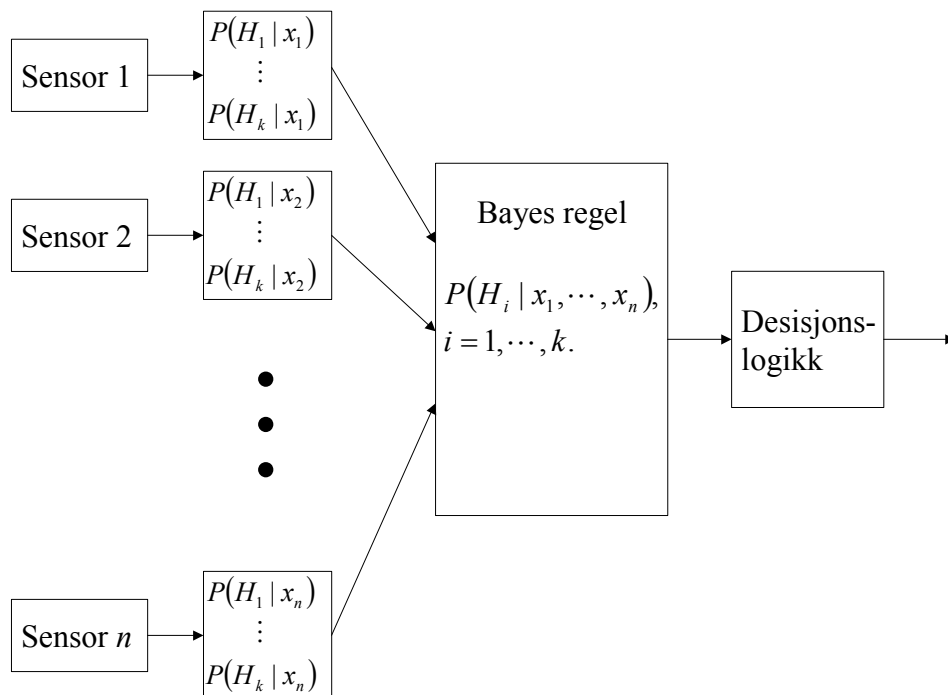 Sensor 1
P(H₁ | x₁)
⋮
P(Hₖ | x₁)
Sensor 2
P(H₁ | x₂)
⋮
P(Hₖ | x₂)
Sensor n
P(H₁ | xₙ)
⋮
P(Hₖ | xₙ)
Bayes regel
P(Hᵢ | x₁,⋯,xₙ),
i = 1,⋯,k.
Desisjons-
logikk